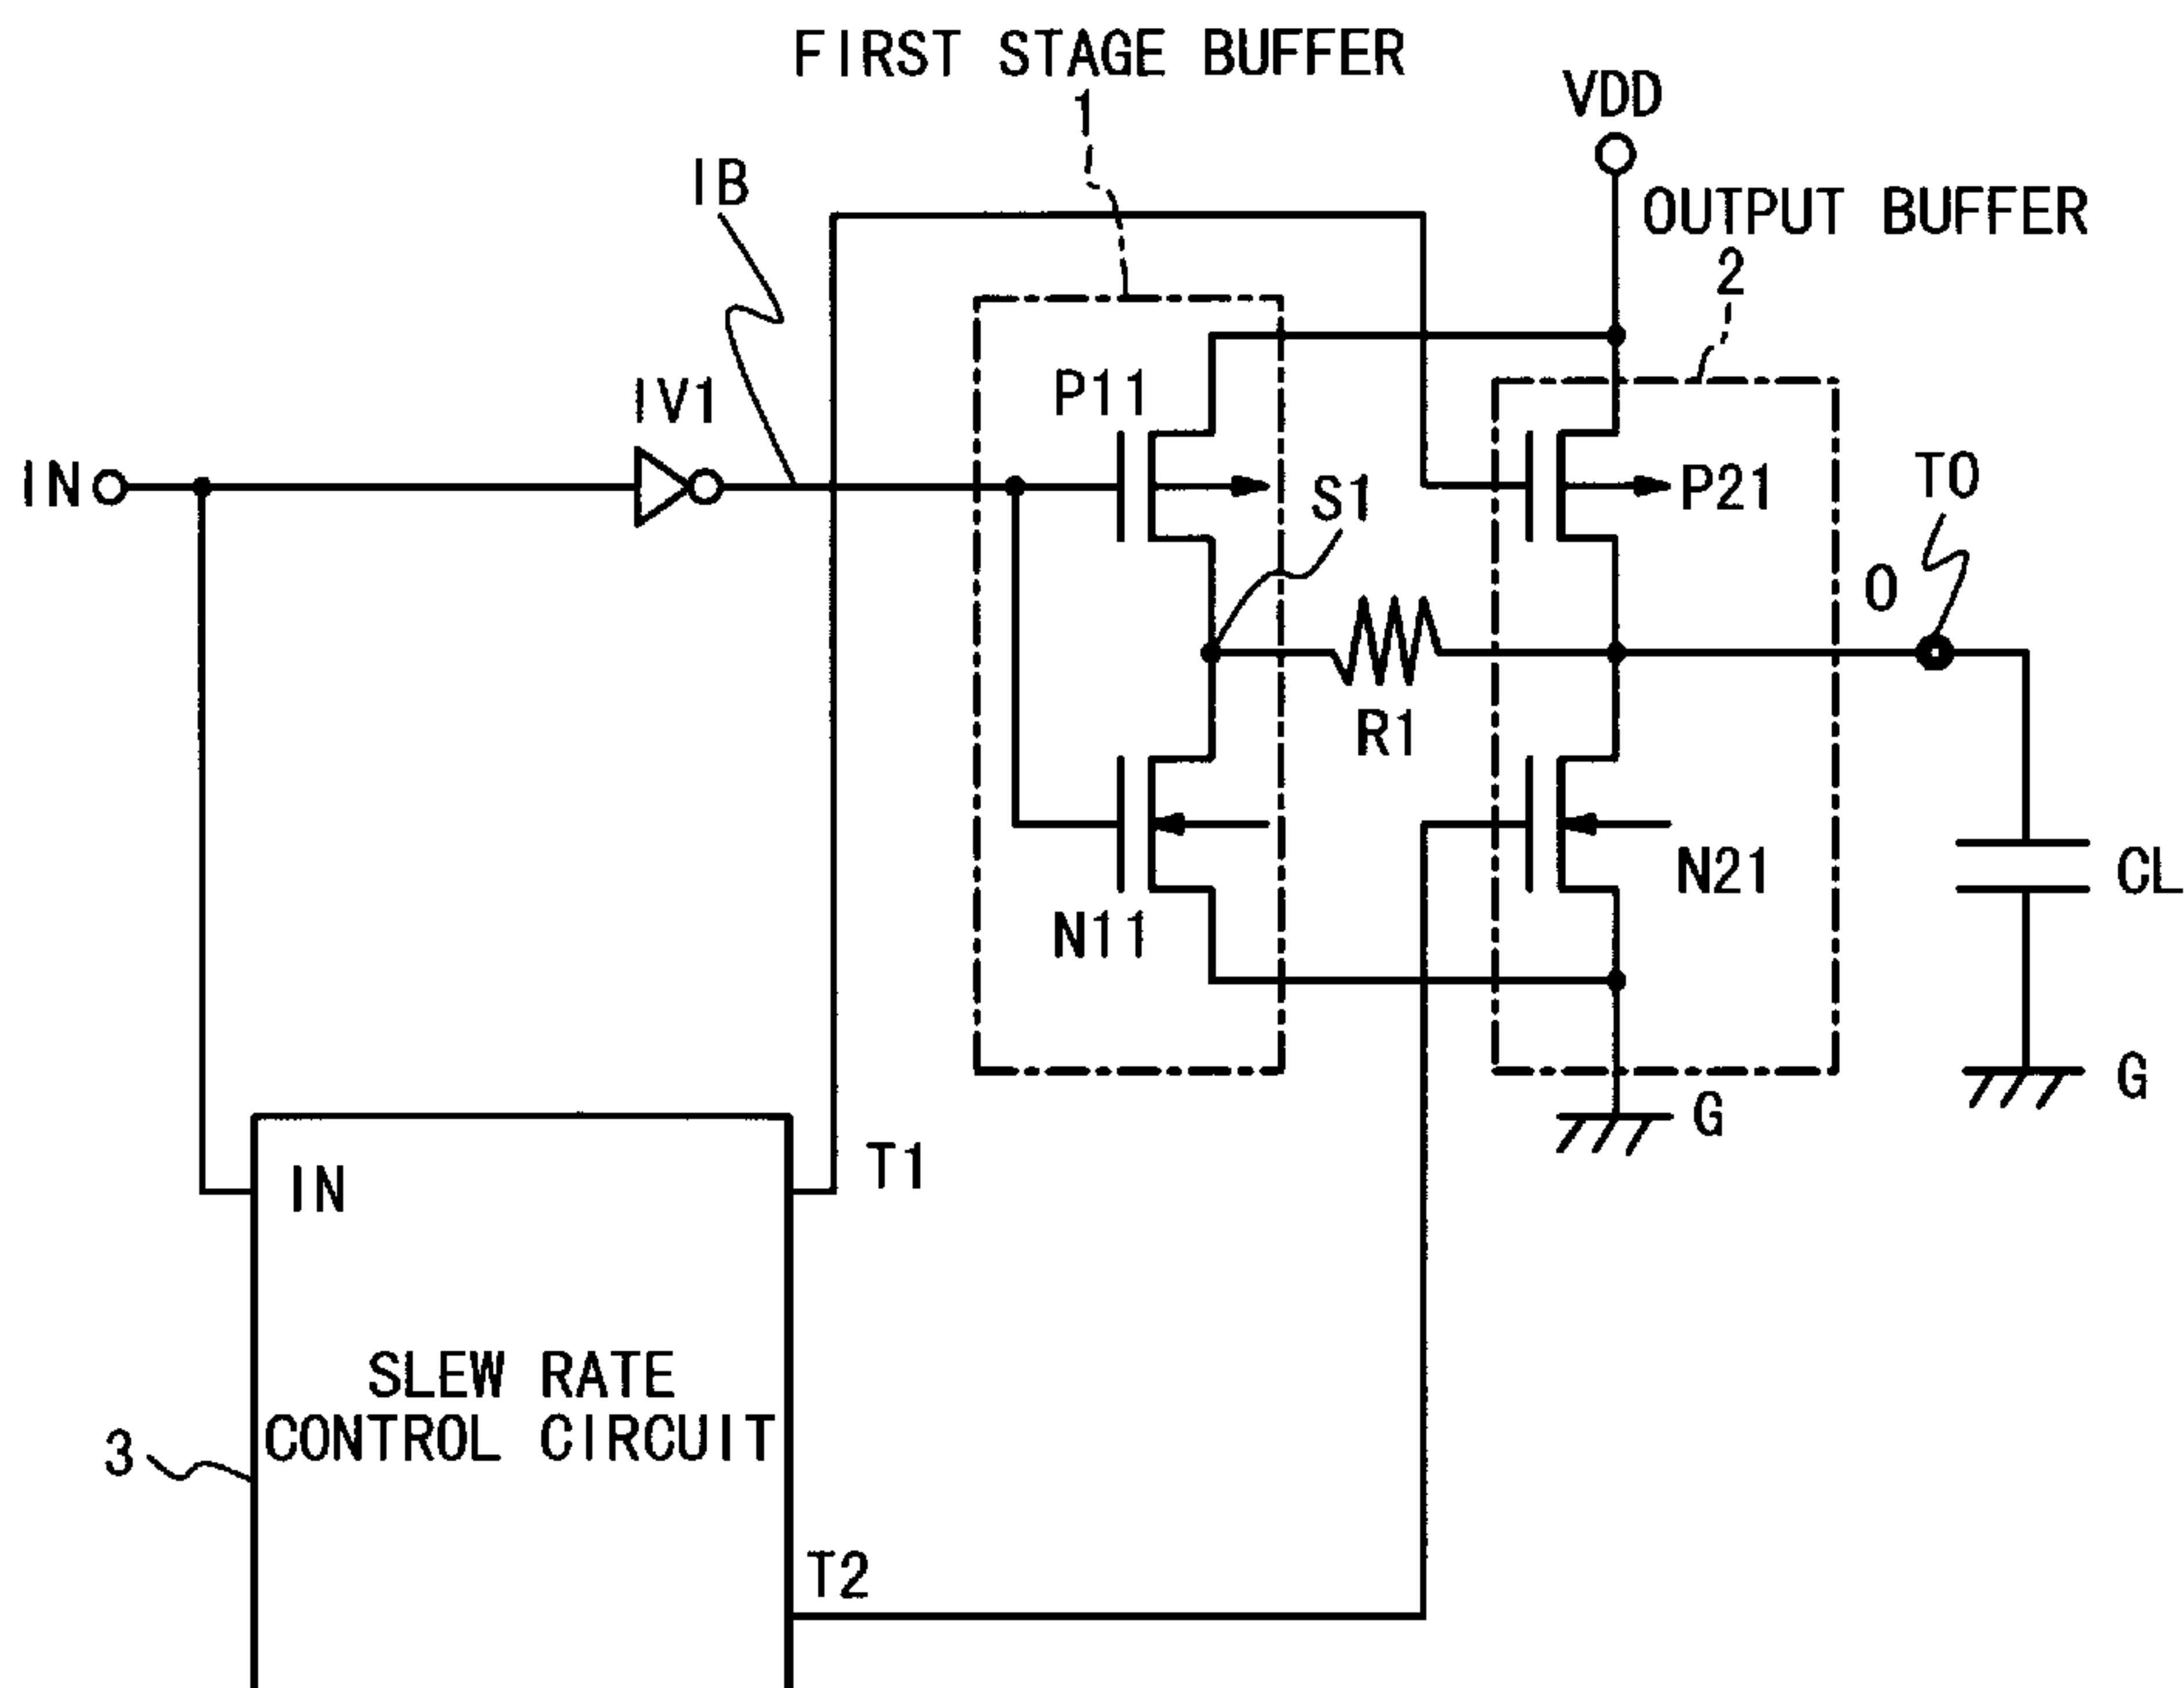 FIRST STAGE BUFFER
1
VDD
IB
OUTPUT BUFFER
2
P11
IV1
IN
S1
P21
TO
O
R1
N11
N21
CL
G
G
T1
IN
SLEW RATE
CONTROL CIRCUIT
3
T2